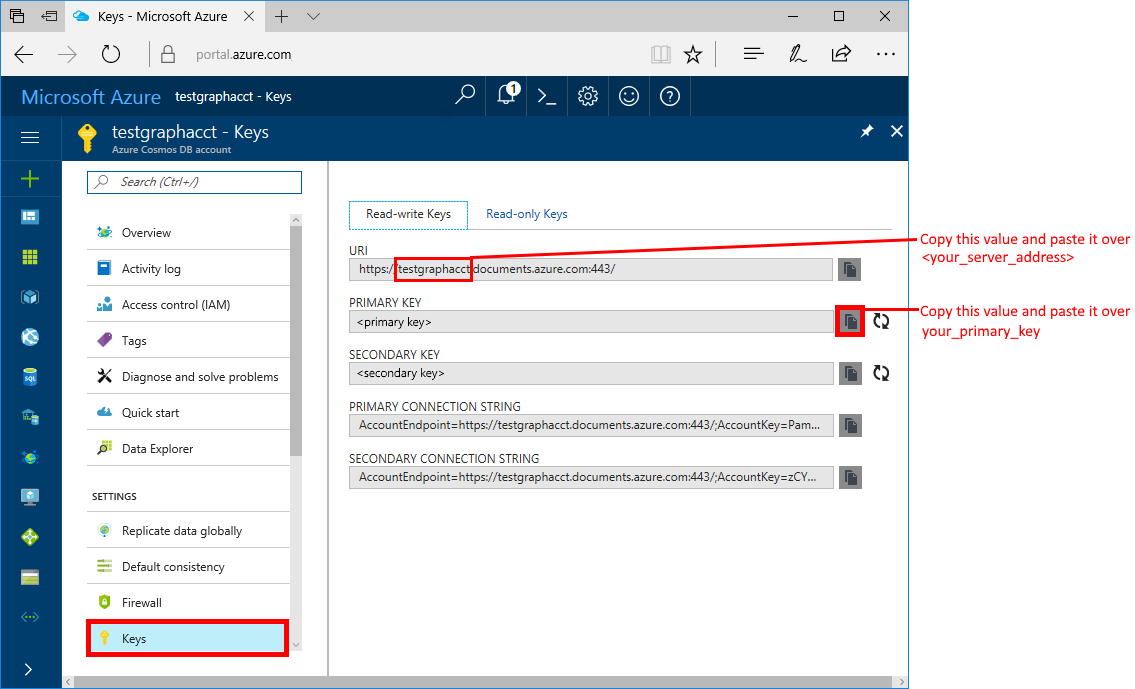 Keys - Microsoft Azure
portal.azure.com
Microsoft Azure testgraphacct - Keys
1
testgraphacct - Keys
Azure Cosmos DB account
Search (Ctrl+/)
Overview
Activity log
Access control (IAM)
Tags
Diagnose and solve problems
Quick start
Data Explorer
SETTINGS
Replicate data globally
Default consistency
Firewall
Keys
SQL
Read-write Keys Read-only Keys
URI
https://testgraphacct.documents.azure.com:443/
PRIMARY KEY
<primary key>
SECONDARY KEY
<secondary key>
PRIMARY CONNECTION STRING
AccountEndpoint=https://testgraphacct.documents.azure.com:443/;AccountKey=Pam...
SECONDARY CONNECTION STRING
AccountEndpoint=https://testgraphacct.documents.azure.com:443/;AccountKey=zCY...
Copy this value and paste it over
<your_server_address>
Copy this value and paste it over
your_primary_key